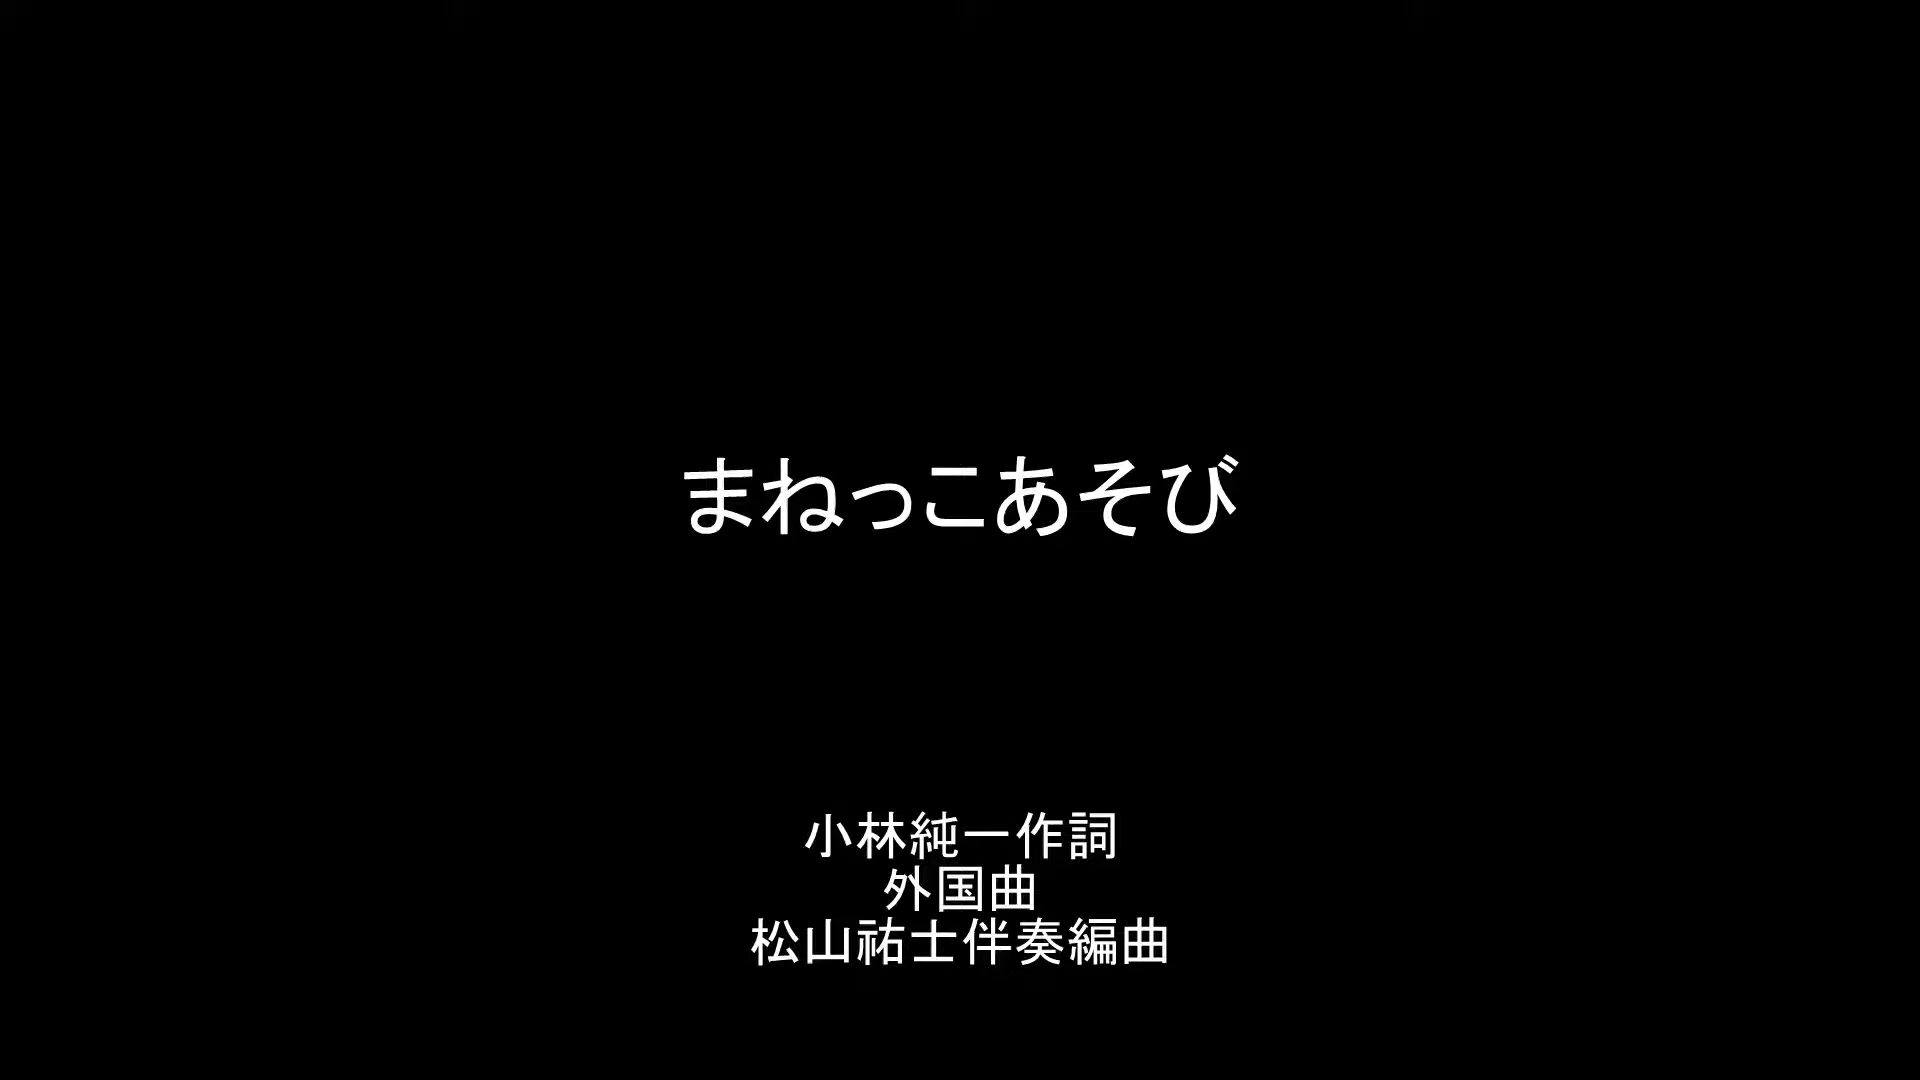 まねっこあそび
小林純一作詞
外国曲
松山祐士伴奏編曲